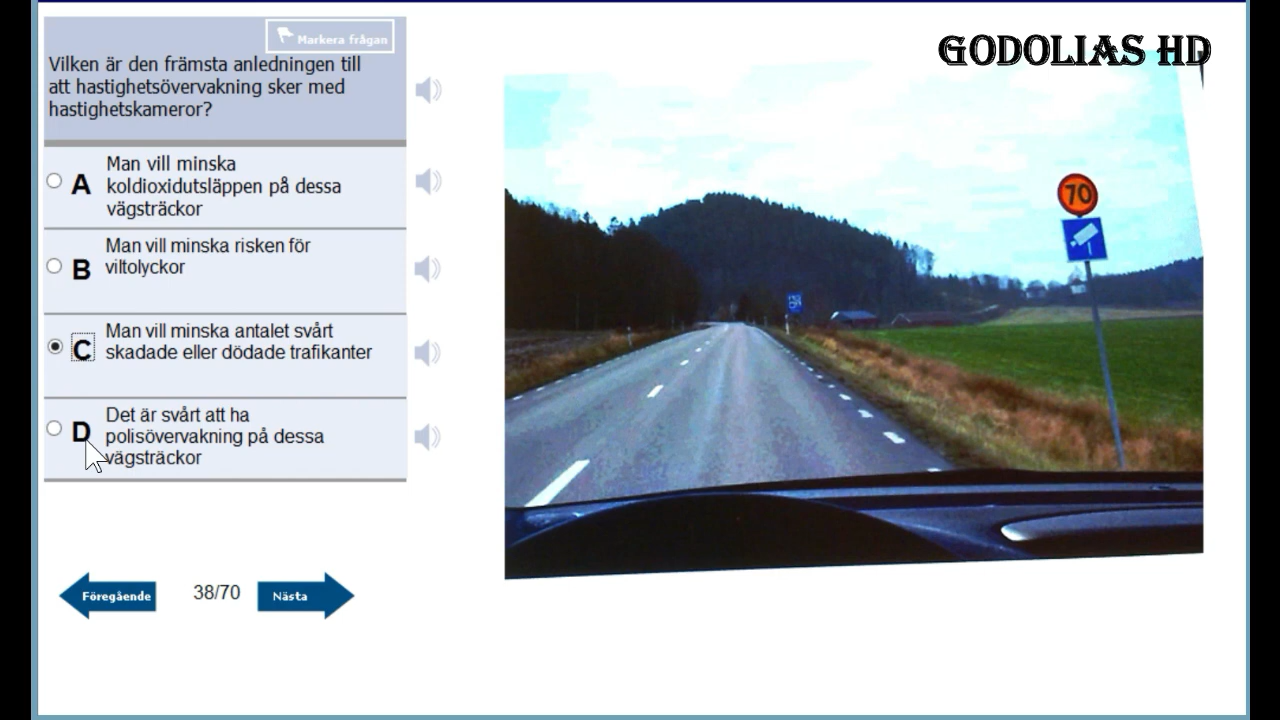 GODOLIAS HD
Markera frågan
Vilken är den främsta anledningen till
att hastighetsövervakning sker med
hastighetskameror?
A
Man vill minska
koldioxidutsläppen på dessa
vägsträckor
B
Man vill minska risken för
viltolyckor
C
Man vill minska antalet svårt
skadade eller dödade trafikanter
D
Det är svårt att ha
polisövervakning på dessa
vägsträckor
70
Föregående
38/70
Nästa